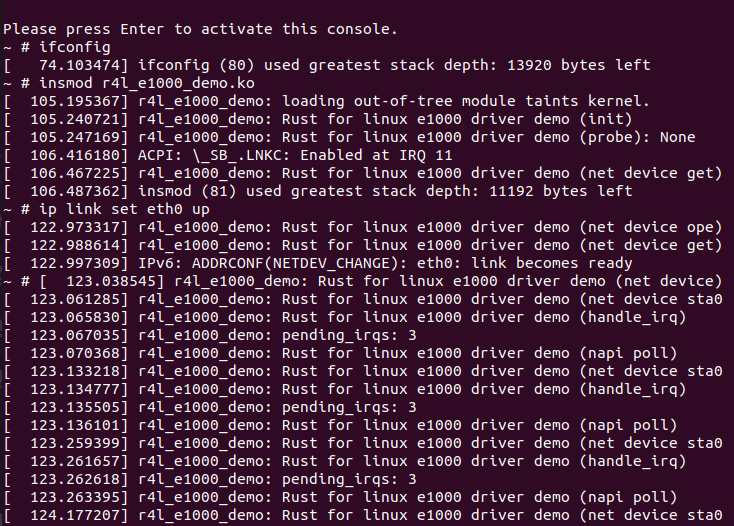 Please press Enter to activate this console.
~ # ifconfig
[   74.103474] ifconfig (80) used greatest stack depth: 13920 bytes left
~ # insmod r4l_e1000_demo.ko
[  105.195367] r4l_e1000_demo: loading out-of-tree module taints kernel.
[  105.240721] r4l_e1000_demo: Rust for linux e1000 driver demo (init)
[  105.247169] r4l_e1000_demo: Rust for linux e1000 driver demo (probe): None
[  106.416180] ACPI: \_SB_.LNKC: Enabled at IRQ 11
[  106.467225] r4l_e1000_demo: Rust for linux e1000 driver demo (net device get)
[  106.487362] insmod (81) used greatest stack depth: 11192 bytes left
~ # ip link set eth0 up
[  122.973317] r4l_e1000_demo: Rust for linux e1000 driver demo (net device ope)
[  122.988614] r4l_e1000_demo: Rust for linux e1000 driver demo (net device get)
[  122.997309] IPv6: ADDRCONF(NETDEV_CHANGE): eth0: link becomes ready
~ # [  123.038545] r4l_e1000_demo: Rust for linux e1000 driver demo (net device)
[  123.061285] r4l_e1000_demo: Rust for linux e1000 driver demo (net device sta0
[  123.065830] r4l_e1000_demo: Rust for linux e1000 driver demo (handle_irq)
[  123.067035] r4l_e1000_demo: pending_irqs: 3
[  123.070368] r4l_e1000_demo: Rust for linux e1000 driver demo (napi poll)
[  123.133218] r4l_e1000_demo: Rust for linux e1000 driver demo (net device sta0
[  123.134777] r4l_e1000_demo: Rust for linux e1000 driver demo (handle_irq)
[  123.135505] r4l_e1000_demo: pending_irqs: 3
[  123.136101] r4l_e1000_demo: Rust for linux e1000 driver demo (napi poll)
[  123.259399] r4l_e1000_demo: Rust for linux e1000 driver demo (net device sta0
[  123.261657] r4l_e1000_demo: Rust for linux e1000 driver demo (handle_irq)
[  123.262618] r4l_e1000_demo: pending_irqs: 3
[  123.263395] r4l_e1000_demo: Rust for linux e1000 driver demo (napi poll)
[  124.177207] r4l_e1000_demo: Rust for linux e1000 driver demo (net device sta0